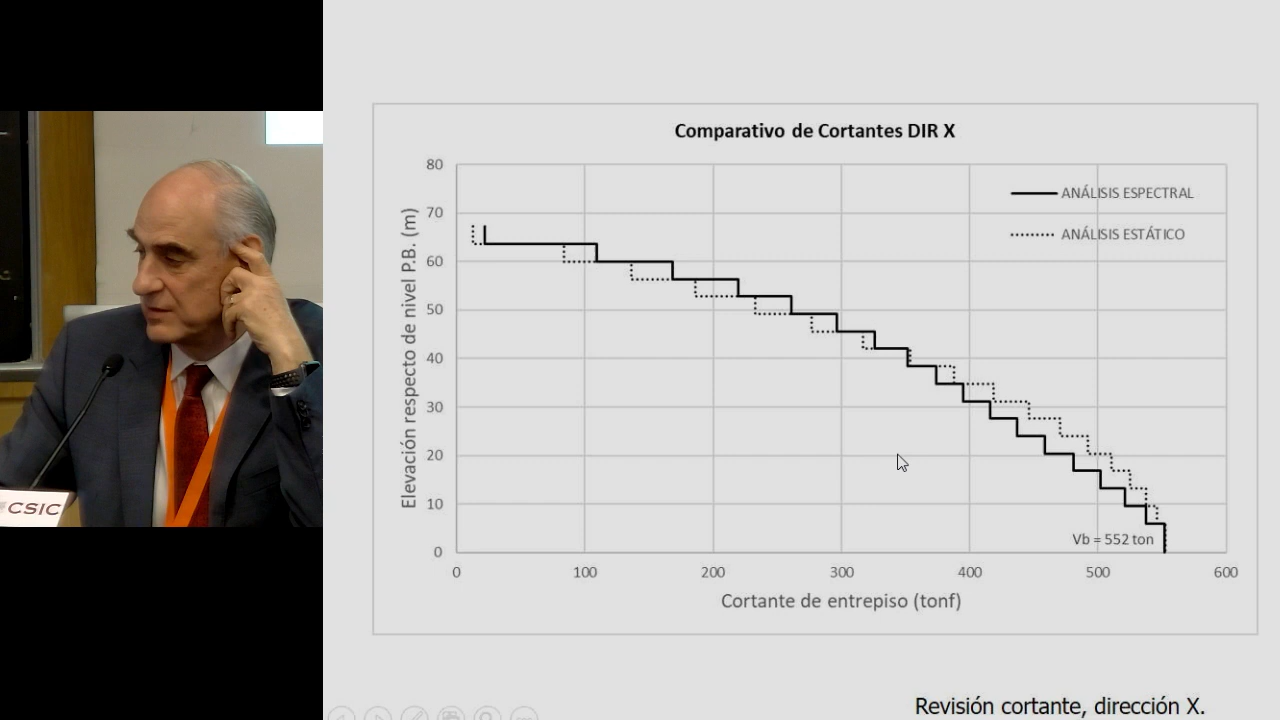 Comparativo de Cortantes DIR X
ANÁLISIS ESPECTRAL
ANÁLISIS ESTÁTICO
Elevación respecto de nivel P.B. (m)
80
70
60
50
40
30
20
10
0
Vb = 552 ton
0 100 200 300 400 500 600
Cortante de entrepiso (tonf)
Revisión cortante, dirección X.
CSIC